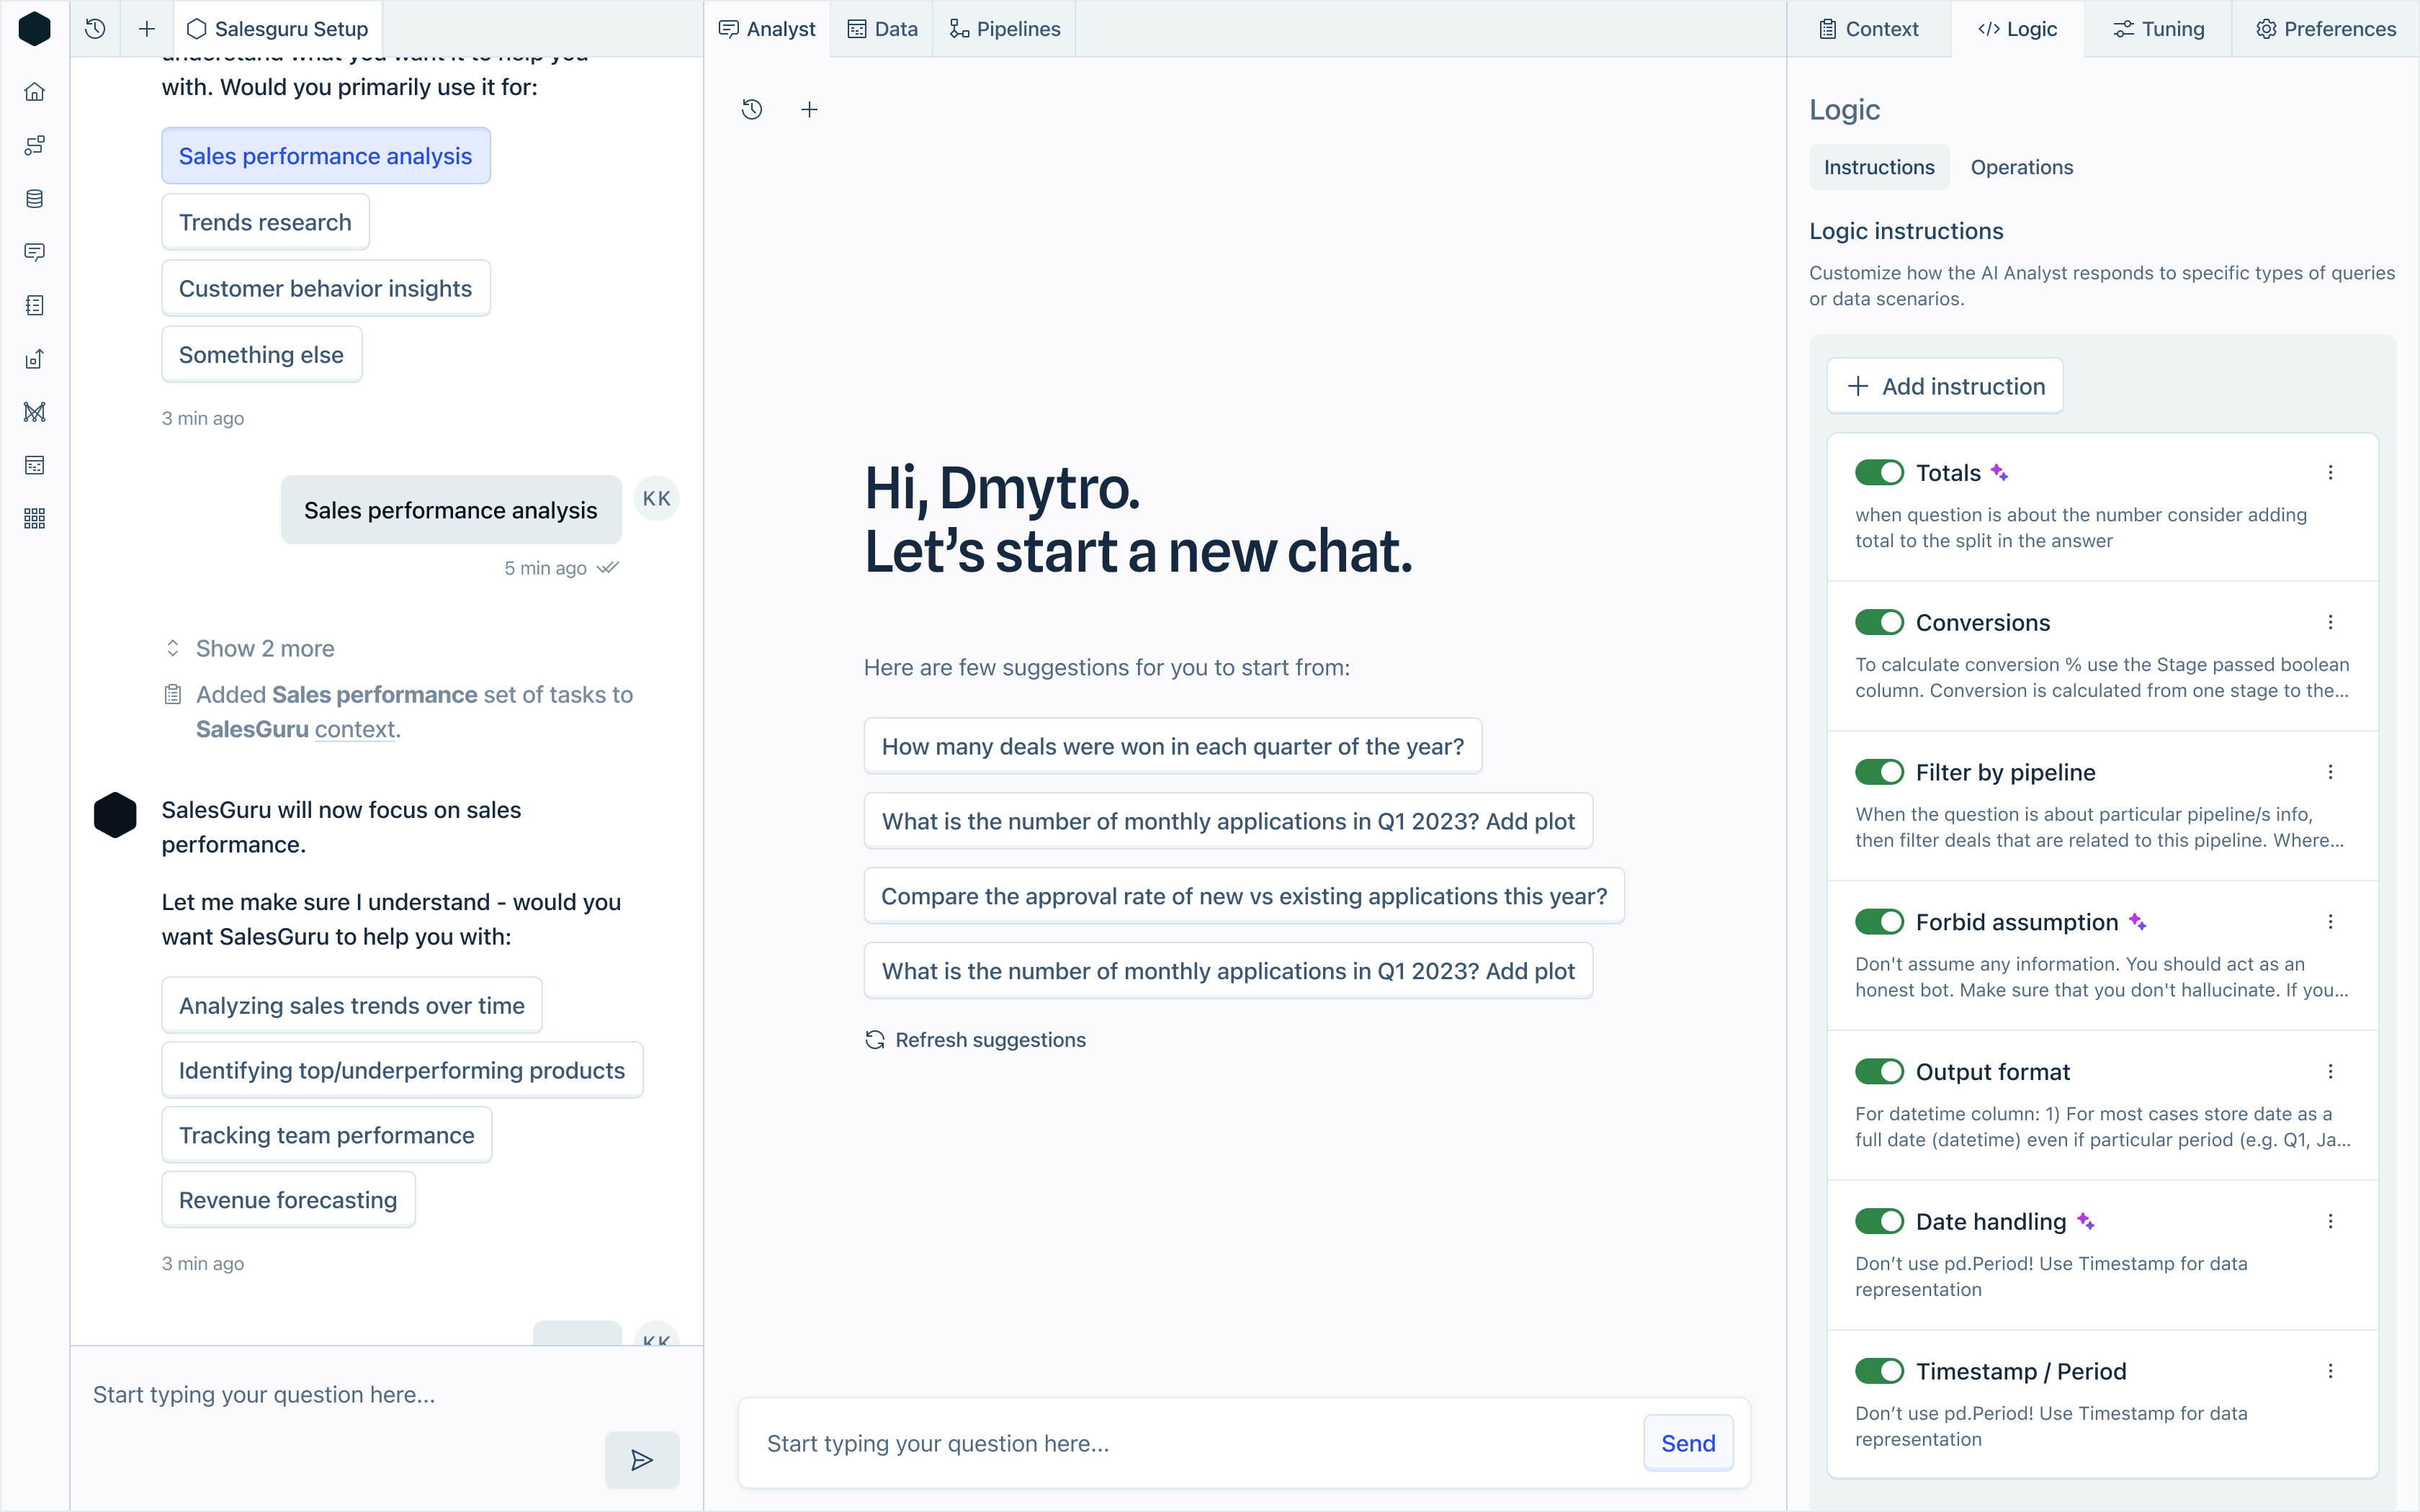 Salesguru Setup
understand what you want it to help you
with. Would you primarily use it for:
Sales performance analysis
Trends research
Customer behavior insights
Something else
3 min ago
Sales performance analysis
KK
5 min ago
Show 2 more
Added Sales performance set of tasks to
SalesGuru context.
SalesGuru will now focus on sales
performance.
Let me make sure I understand - would you
want SalesGuru to help you with:
Analyzing sales trends over time
Identifying top/underperforming products
Tracking team performance
Revenue forecasting
3 min ago
KK
Start typing your question here...
Analyst
Data
Pipelines
Hi, Dmytro.
Let’s start a new chat.
Here are few suggestions for you to start from:
How many deals were won in each quarter of the year?
What is the number of monthly applications in Q1 2023? Add plot
Compare the approval rate of new vs existing applications this year?
What is the number of monthly applications in Q1 2023? Add plot
Refresh suggestions
Start typing your question here...
Send
Context
Logic
Tuning
Preferences
Logic
Instructions
Operations
Logic instructions
Customize how the AI Analyst responds to specific types of queries
or data scenarios.
Add instruction
Totals
when question is about the number consider adding
total to the split in the answer
Conversions
To calculate conversion % use the Stage passed boolean
column. Conversion is calculated from one stage to the...
Filter by pipeline
When the question is about particular pipeline/s info,
then filter deals that are related to this pipeline. Where...
Forbid assumption
Don't assume any information. You should act as an
honest bot. Make sure that you don't hallucinate. If you...
Output format
For datetime column: 1) For most cases store date as a
full date (datetime) even if particular period (e.g. Q1, Ja...
Date handling
Don’t use pd.Period! Use Timestamp for data
representation
Timestamp / Period
Don’t use pd.Period! Use Timestamp for data
representation